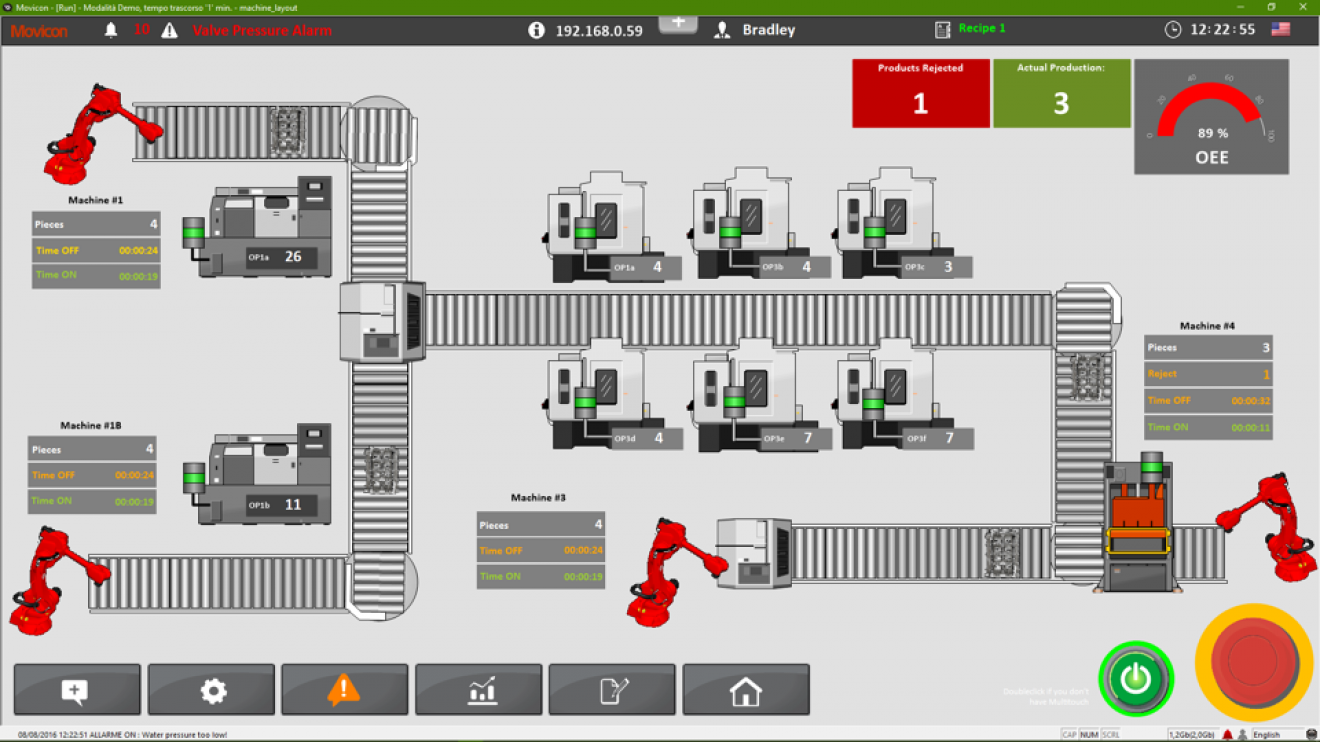 Movicon - [Run] - Modalità Demo, tempo trascorso '1' min. - machine_layout
Movicon 10 Valve Pressure Alarm 192.168.0.59 + Bradley Recipe 1 12:22:55
Products Rejected
1
Actual Production:
3
0 20 40 60 80 100
89 %
OEE
Machine #1
Pieces 4
Time OFF 00:00:24
Time ON 00:00:19
OP1a 26
OP1a 4
OP3b 4
OP3c 3
Machine #4
Pieces 3
Reject 1
Time OFF 00:00:32
Time ON 00:00:11
OP3d 4
OP3e 7
OP3f 7
Machine #1B
Pieces 4
Time OFF 00:00:24
Time ON 00:00:19
OP1b 11
Machine #3
Pieces 4
Time OFF 00:00:24
Time ON 00:00:19
Doubleclick if you don't
have Multitouch
08/08/2016 12:22:51 ALLARME ON : Water pressure too low!
CAP NUM SCRL 1,2Gb(2,0Gb) English